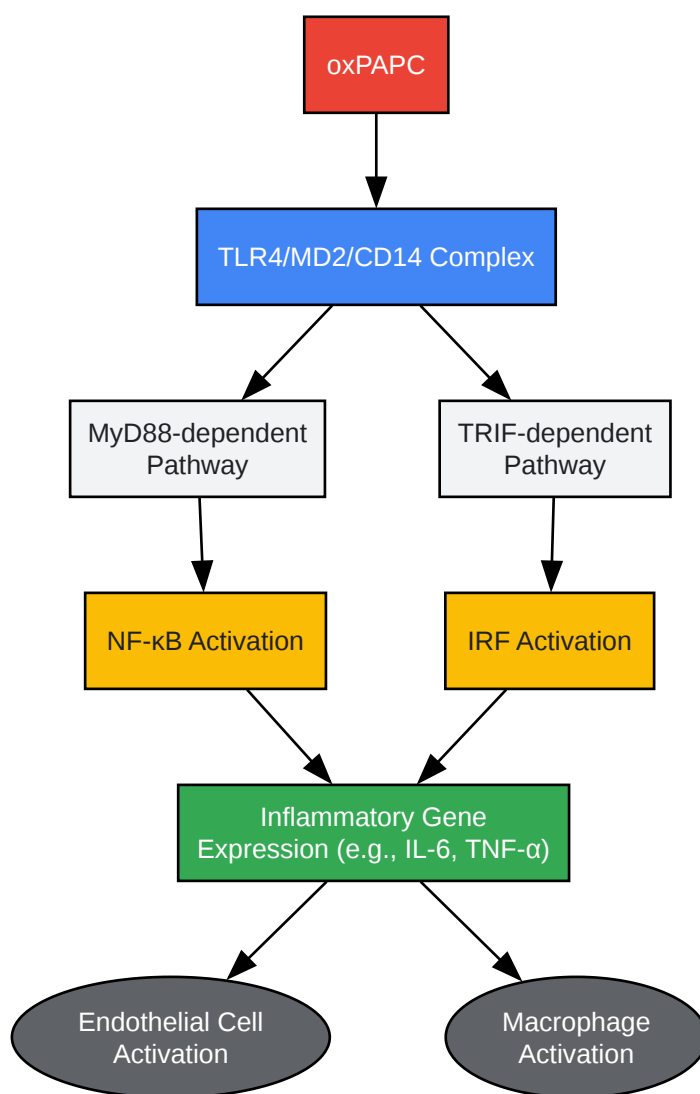 oxPAPC
TLR4/MD2/CD14 Complex
MyD88-dependent
Pathway
TRIF-dependent
Pathway
NF-κB Activation
IRF Activation
Inflammatory Gene
Expression (e.g., IL-6, TNF-α)
Endothelial Cell
Activation
Macrophage
Activation